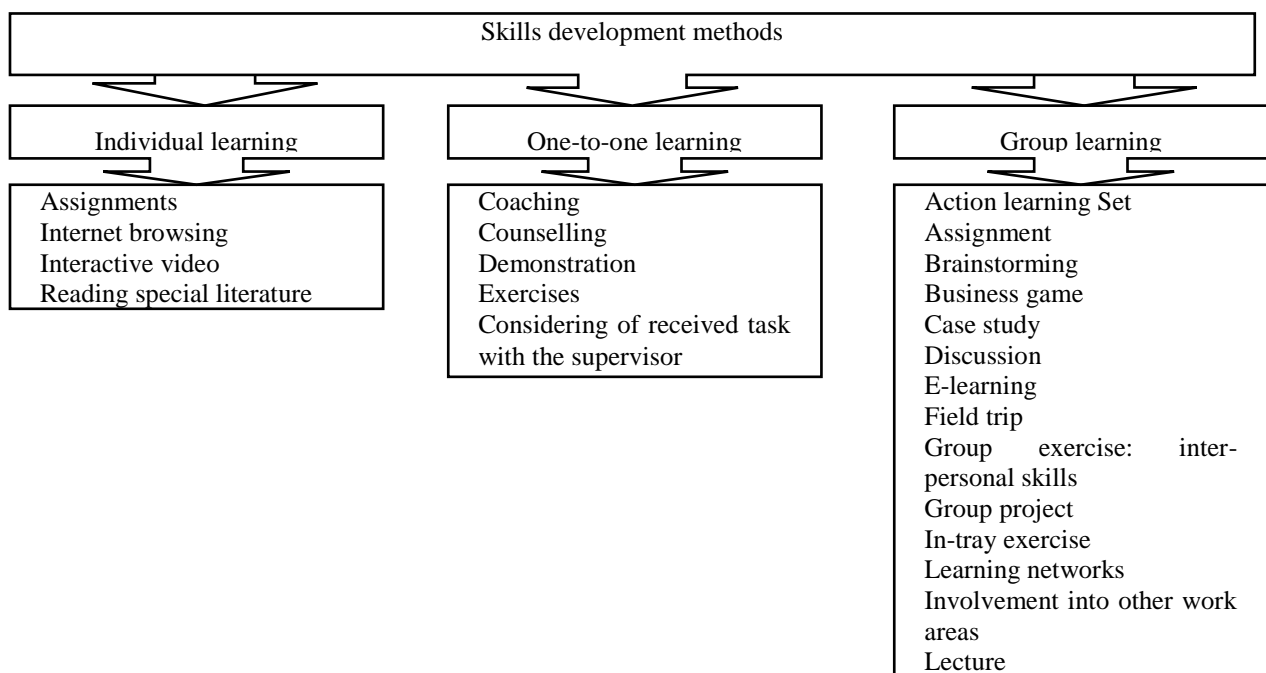 Skills development methods
Individual learning
One-to-one learning
Group learning
Assignments
Internet browsing
Interactive video
Reading special literature
Coaching
Counselling
Demonstration
Exercises
Considering of received task
with the supervisor
Action learning Set
Assignment
Brainstorming
Business game
Case study
Discussion
E-learning
Field trip
Group exercise: inter-
personal skills
Group project
In-tray exercise
Learning networks
Involvement into other work
areas
Lecture